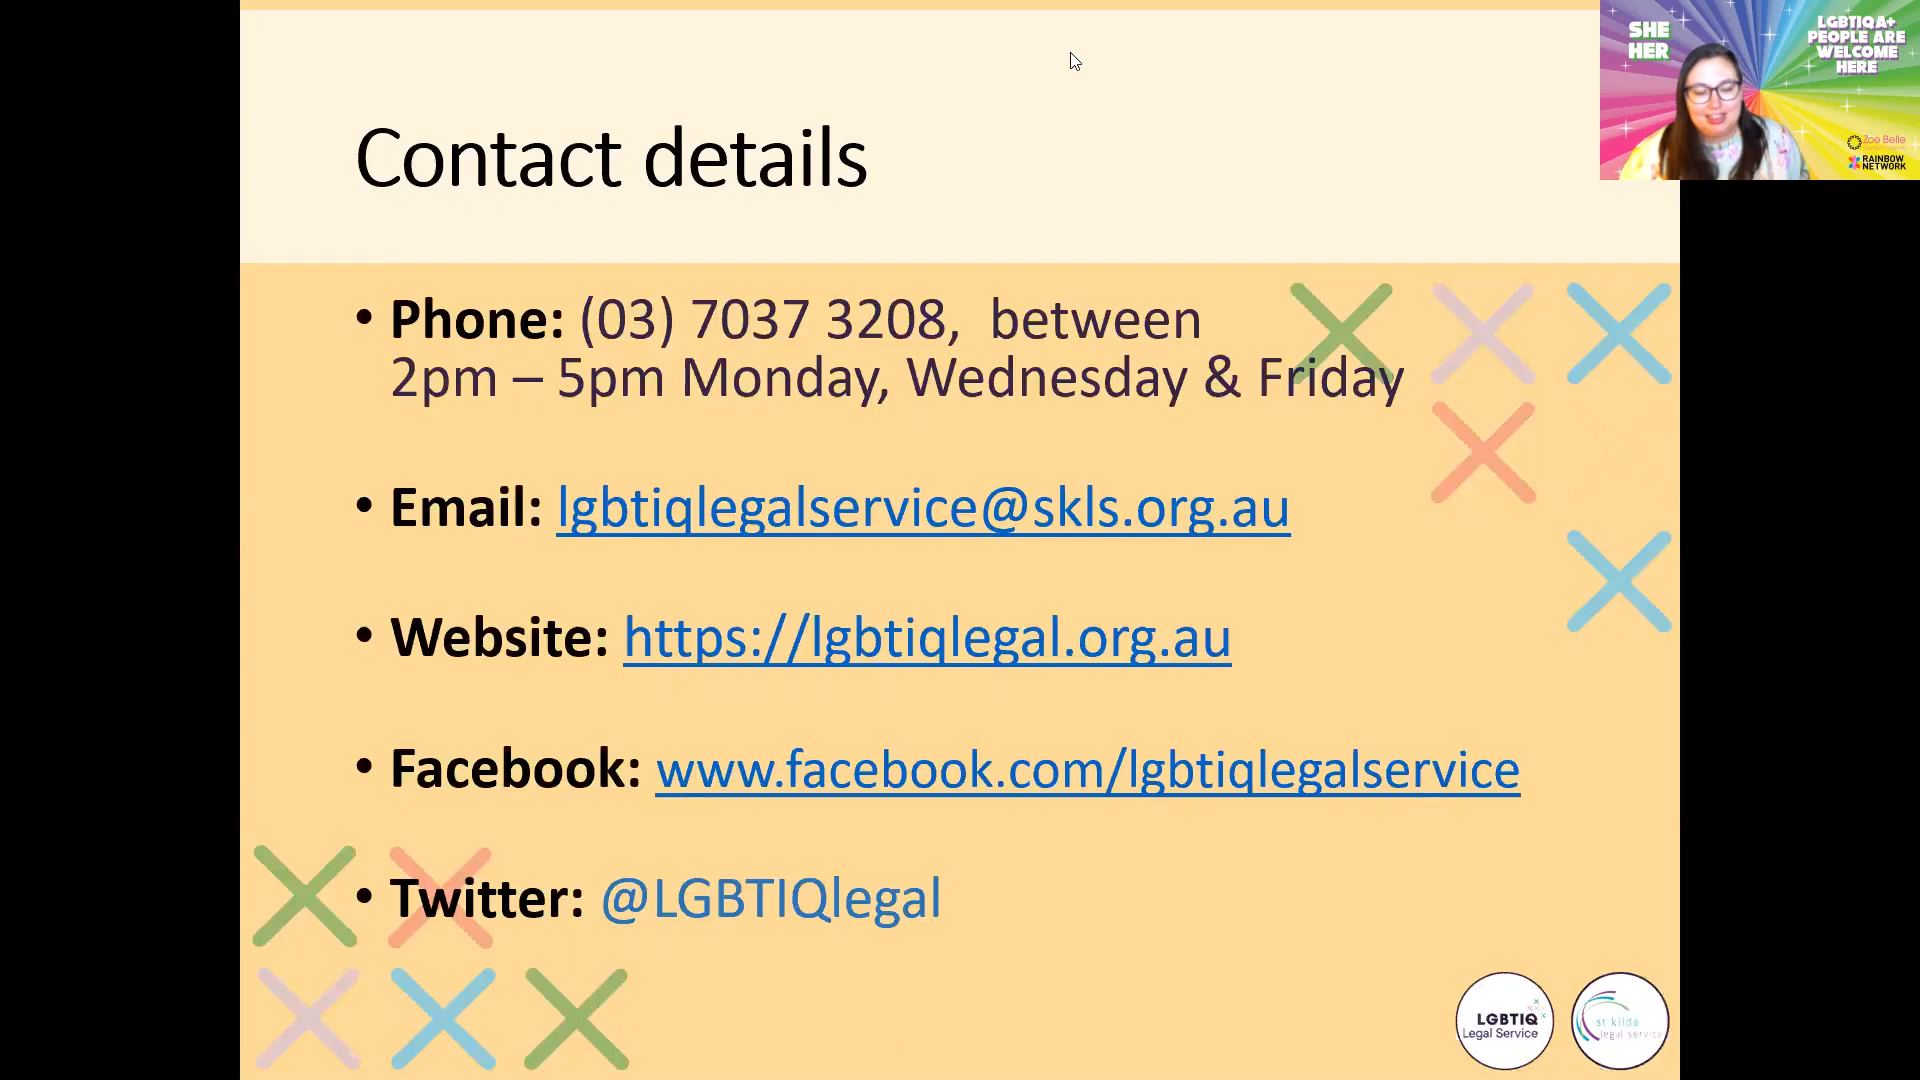 Contact details
• Phone: (03) 7037 3208, between
2pm – 5pm Monday, Wednesday & Friday
• Email: lgbtiqlegalservice@skls.org.au
• Website: https://lgbtiqlegal.org.au
• Facebook: www.facebook.com/lgbtiqlegalservice
• Twitter: @LGBTIQlegal
SHE
HER
LGBTIQA+
PEOPLE ARE
WELCOME
HERE
Zoe Belle
RAINBOW
NETWORK
LGBTIQ
Legal Service
st kilda
legal service